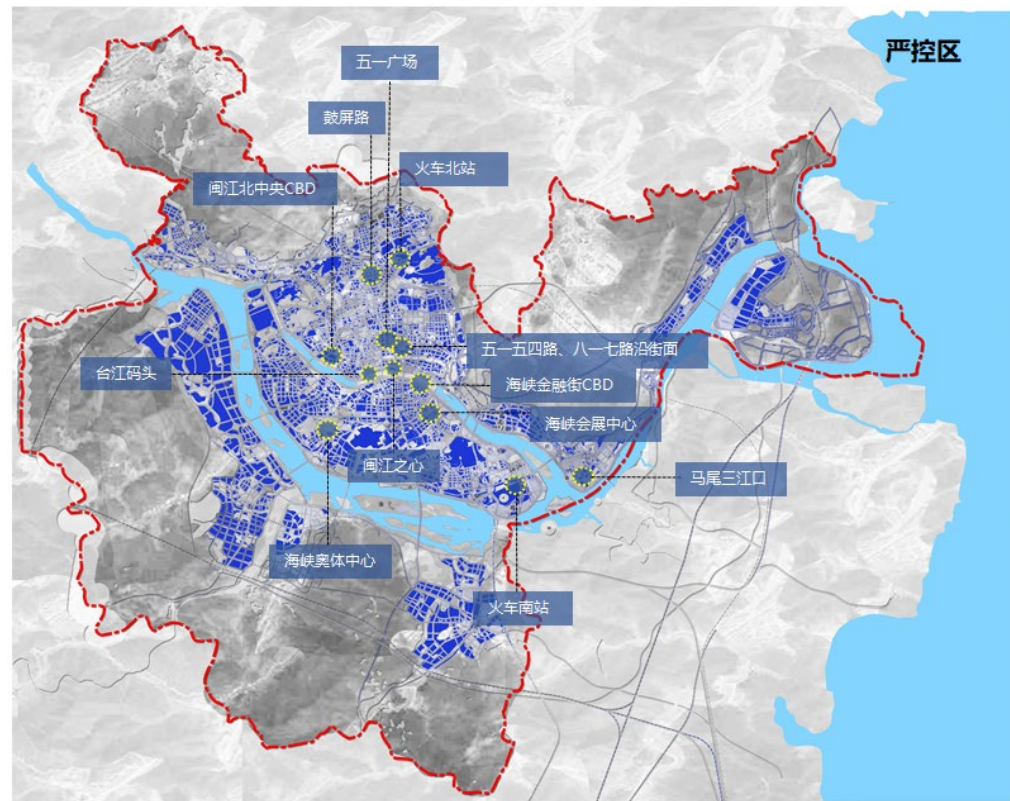 严控区
五一广场
鼓屏路
火车北站
闽江北中央CBD
五一五四路、八一七路沿街面
台江码头
海峡金融街CBD
海峡会展中心
闽江之心
马尾三江口
海峡奥体中心
火车南站